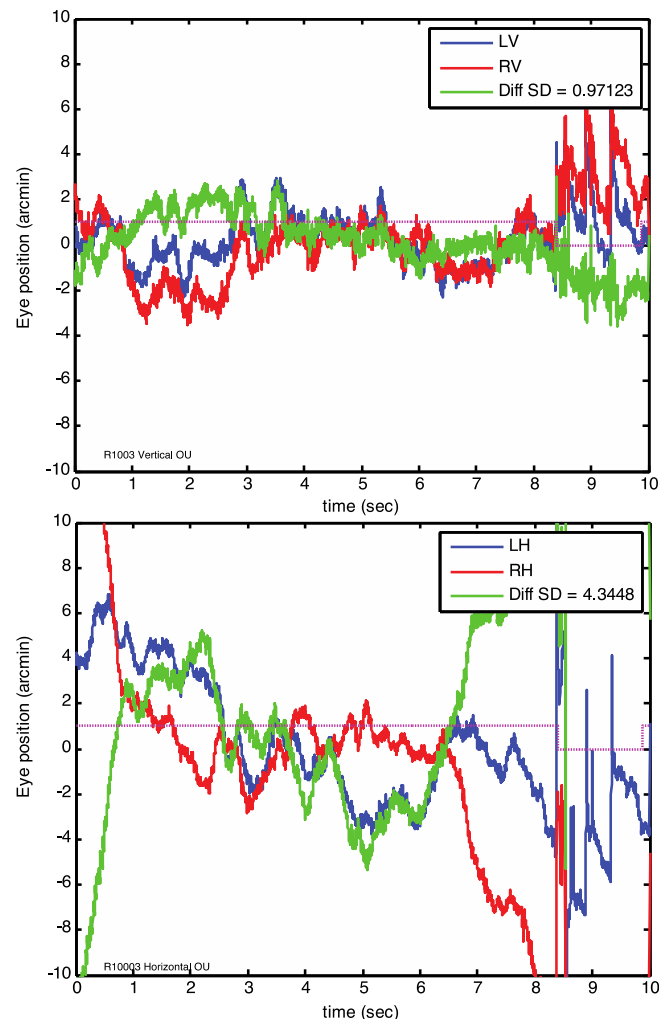 10
8
6
4
2
0
-2
-4
-6
-8
-10
Eye position (arcmin)
LV
RV
Diff SD = 0.97123
R1003 Vertical OU
0 1 2 3 4 5 6 7 8 9 10
time (sec)
10
8
6
4
2
0
-2
-4
-6
-8
-10
Eye position (arcmin)
LH
RH
Diff SD = 4.3448
R10003 Horizontal OU
0 1 2 3 4 5 6 7 8 9 10
time (sec)